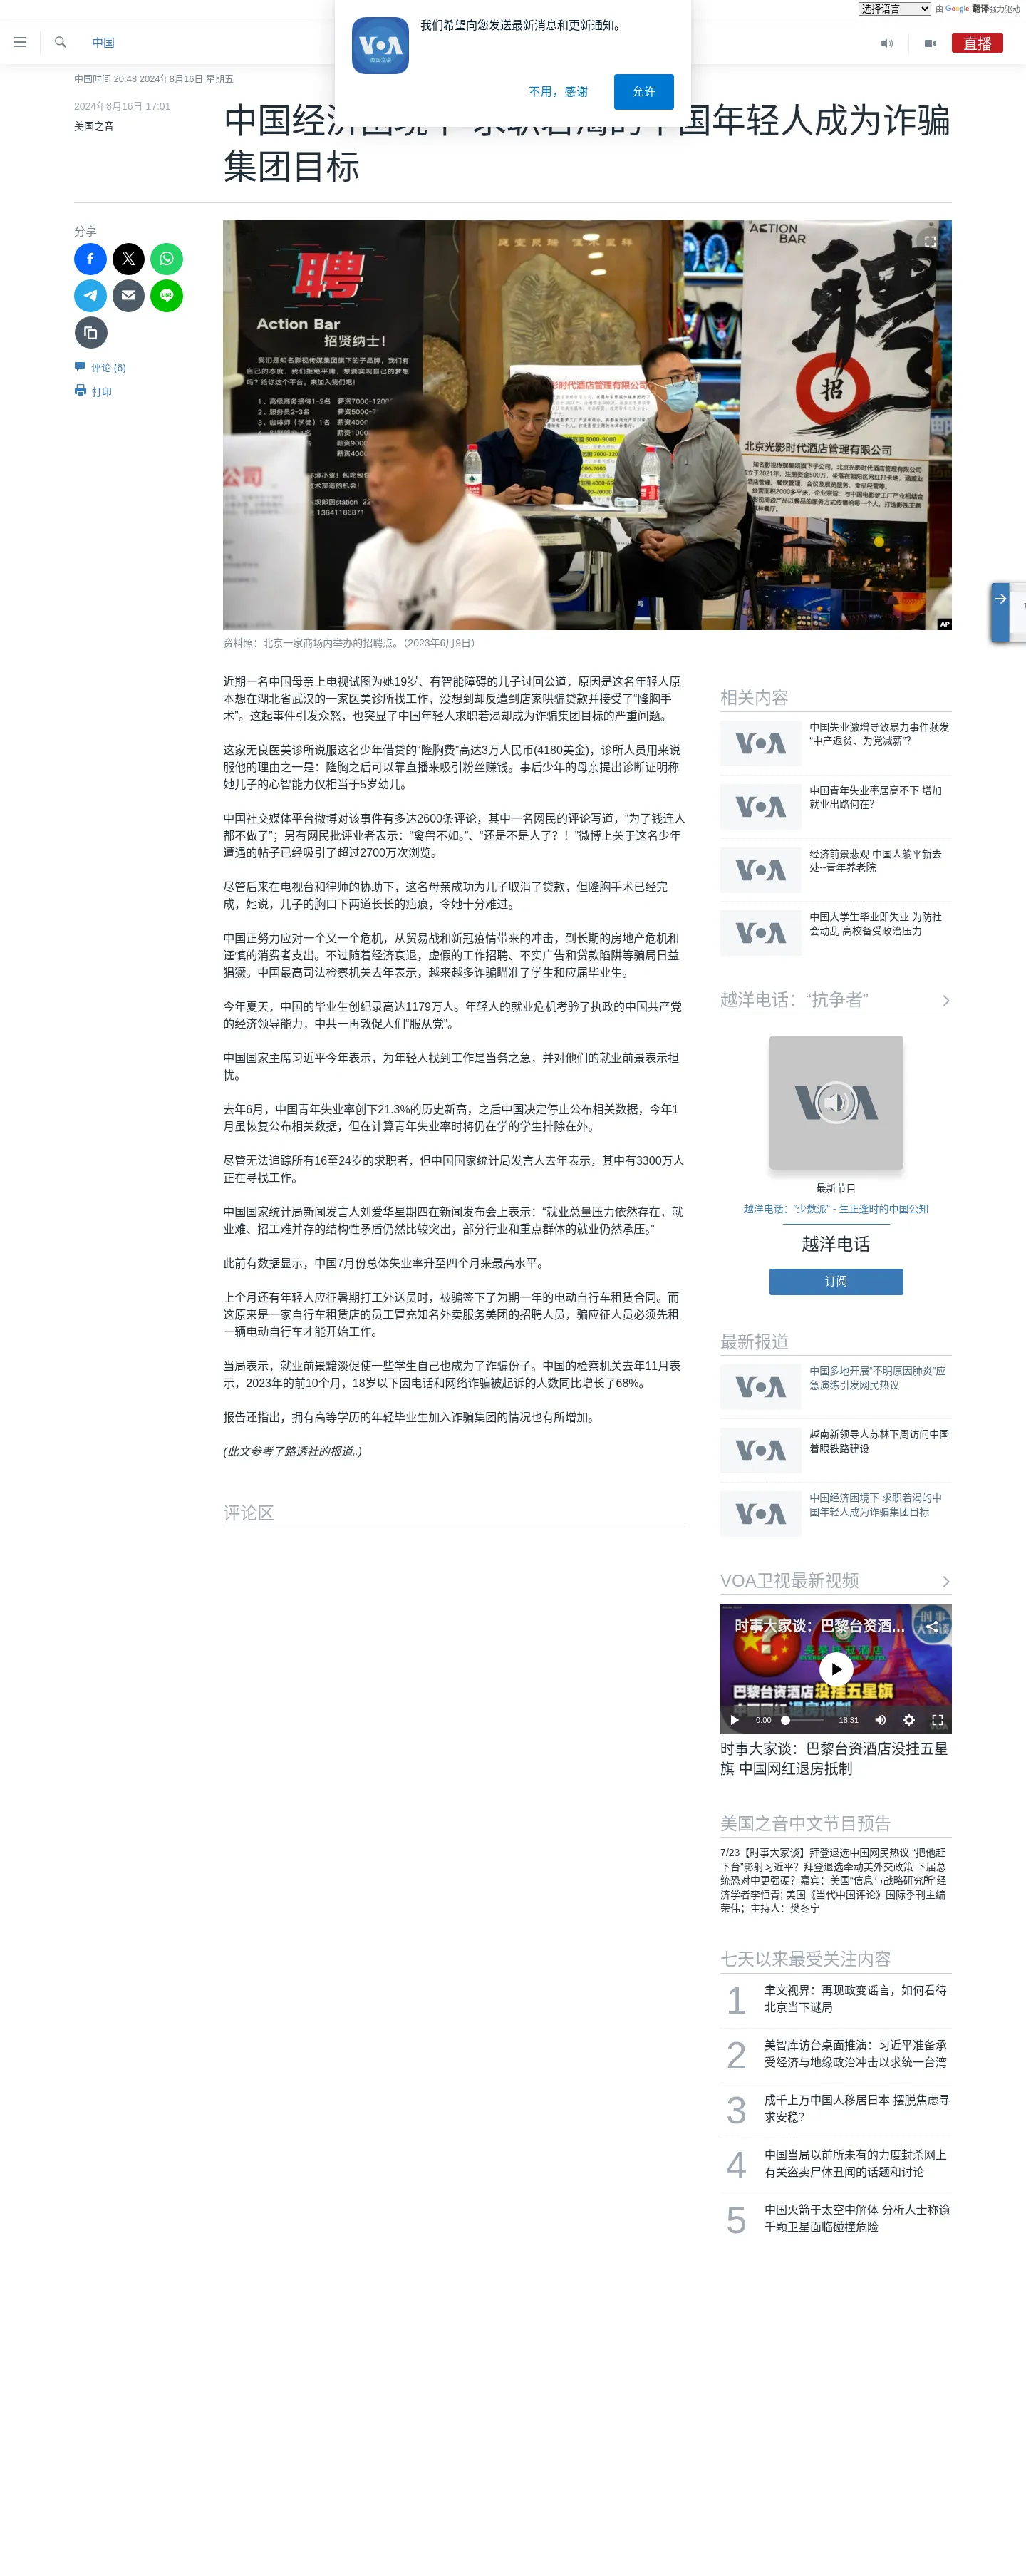 选择语言
由 Google 翻译强力驱动
中国
直播
我们希望向您发送最新消息和更新通知。
VOA
美国之音
不用，感谢
允许
中国时间 20:48 2024年8月16日 星期五
2024年8月16日 17:01
美国之音
求职若渴的中国年轻人成为诈骗
集团目标
分享
评论 (6)
打印
聘
Action Bar
招贤纳士！
ACTION
BAR
招
北京光影时代酒店管理有限公司
AP
资料照：北京一家商场内举办的招聘点。（2023年6月9日）
近期一名中国母亲上电视试图为她19岁、有智能障碍的儿子讨回公道，原因是这名年轻人原
本想在湖北省武汉的一家医美诊所找工作，没想到却反遭到店家哄骗贷款并接受了“隆胸手
术”。这起事件引发众怒，也突显了中国年轻人求职若渴却成为诈骗集团目标的严重问题。
这家无良医美诊所说服这名少年借贷的“隆胸费”高达3万人民币(4180美金)，诊所人员用来说
服他的理由之一是：隆胸之后可以靠直播来吸引粉丝赚钱。事后少年的母亲提出诊断证明称
她儿子的心智能力仅相当于5岁幼儿。
中国社交媒体平台微博对该事件有多达2600条评论，其中一名网民的评论写道，“为了钱连人
都不做了”；另有网民批评业者表示：“禽兽不如。”、“还是不是人了？！”微博上关于这名少年
遭遇的帖子已经吸引了超过2700万次浏览。
尽管后来在电视台和律师的协助下，这名母亲成功为儿子取消了贷款，但隆胸手术已经完
成，她说，儿子的胸口下两道长长的疤痕，令她十分难过。
中国正努力应对一个又一个危机，从贸易战和新冠疫情带来的冲击，到长期的房地产危机和
谨慎的消费者支出。不过随着经济衰退，虚假的工作招聘、不实广告和贷款陷阱等骗局日益
猖獗。中国最高司法检察机关去年表示，越来越多诈骗瞄准了学生和应届毕业生。
今年夏天，中国的毕业生创纪录高达1179万人。年轻人的就业危机考验了执政的中国共产党
的经济领导能力，中共一再敦促人们“服从党”。
中国国家主席习近平今年表示，为年轻人找到工作是当务之急，并对他们的就业前景表示担
忧。
去年6月，中国青年失业率创下21.3%的历史新高，之后中国决定停止公布相关数据，今年1
月虽恢复公布相关数据，但在计算青年失业率时将仍在学的学生排除在外。
尽管无法追踪所有16至24岁的求职者，但中国国家统计局发言人去年表示，其中有3300万人
正在寻找工作。
中国国家统计局新闻发言人刘爱华星期四在新闻发布会上表示：“就业总量压力依然存在，就
业难、招工难并存的结构性矛盾仍然比较突出，部分行业和重点群体的就业仍然承压。”
此前有数据显示，中国7月份总体失业率升至四个月来最高水平。
上个月还有年轻人应征暑期打工外送员时，被骗签下了为期一年的电动自行车租赁合同。而
这原来是一家自行车租赁店的员工冒充知名外卖服务美团的招聘人员，骗应征人员必须先租
一辆电动自行车才能开始工作。
当局表示，就业前景黯淡促使一些学生自己也成为了诈骗份子。中国的检察机关去年11月表
示，2023年的前10个月，18岁以下因电话和网络诈骗被起诉的人数同比增长了68%。
报告还指出，拥有高等学历的年轻毕业生加入诈骗集团的情况也有所增加。
(此文参考了路透社的报道。)
评论区
相关内容
VOA
中国失业激增导致暴力事件频发
“中产返贫、为党减薪”？
VOA
中国青年失业率居高不下 增加
就业出路何在？
VOA
经济前景悲观 中国人躺平新去
处--青年养老院
VOA
中国大学生毕业即失业 为防社
会动乱 高校备受政治压力
越洋电话：“抗争者”
VOA
最新节目
越洋电话：“少数派” - 生正逢时的中国公知
越洋电话
订阅
最新报道
VOA
中国多地开展“不明原因肺炎”应
急演练引发网民热议
VOA
越南新领导人苏林下周访问中国
着眼铁路建设
VOA
中国经济困境下 求职若渴的中
国年轻人成为诈骗集团目标
VOA卫视最新视频
时事大家谈：巴黎台资酒…
巴黎台资酒店没挂五星旗
0:00
18:31
时事大家谈：巴黎台资酒店没挂五星
旗 中国网红退房抵制
美国之音中文节目预告
7/23【时事大家谈】拜登退选中国网民热议 “把他赶
下台”影射习近平？拜登退选牵动美外交政策 下届总
统恐对中更强硬？嘉宾：美国“信息与战略研究所”经
济学者李恒青; 美国《当代中国评论》国际季刊主编
荣伟；主持人：樊冬宁
七天以来最受关注内容
1
聿文视界：再现政变谣言，如何看待
北京当下谜局
2
美智库访台桌面推演：习近平准备承
受经济与地缘政治冲击以求统一台湾
3
成千上万中国人移居日本 摆脱焦虑寻
求安稳？
4
中国当局以前所未有的力度封杀网上
有关盗卖尸体丑闻的话题和讨论
5
中国火箭于太空中解体 分析人士称逾
千颗卫星面临碰撞危险